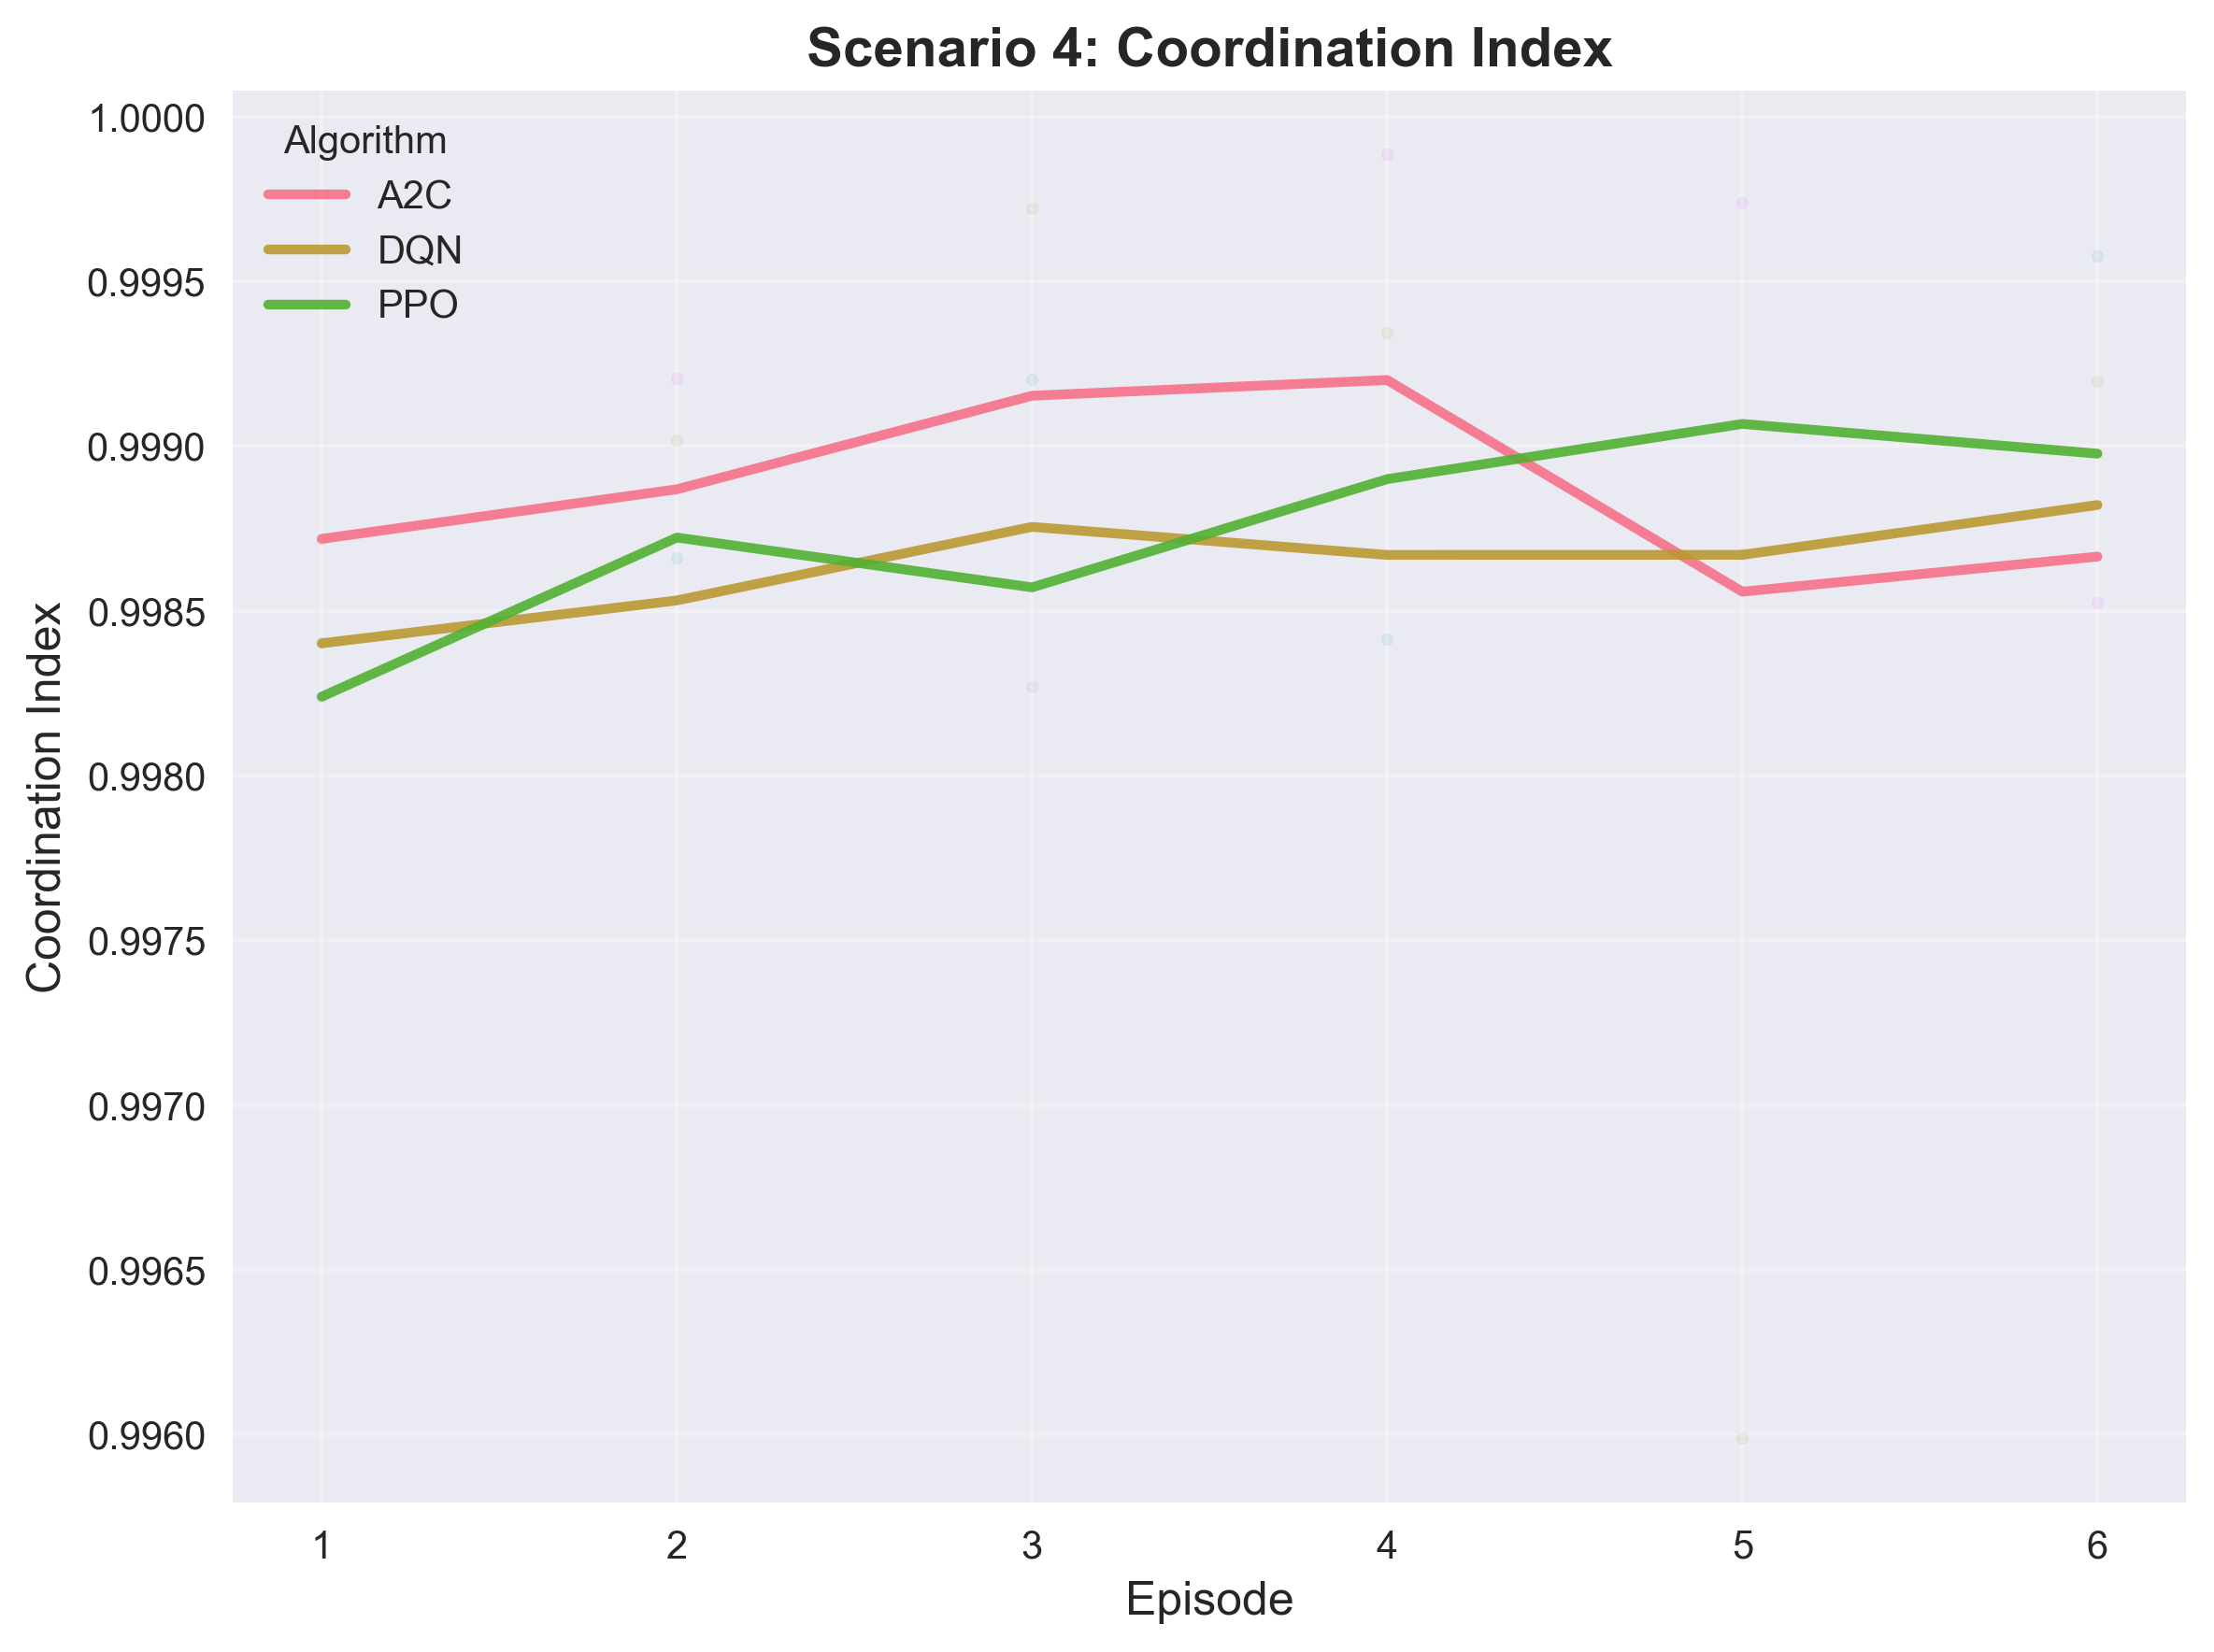 Scenario 4: Coordination Index
Algorithm
A2C
DQN
PPO
Coordination Index
1.0000
0.9995
0.9990
0.9985
0.9980
0.9975
0.9970
0.9965
0.9960
1 2 3 4 5 6
Episode